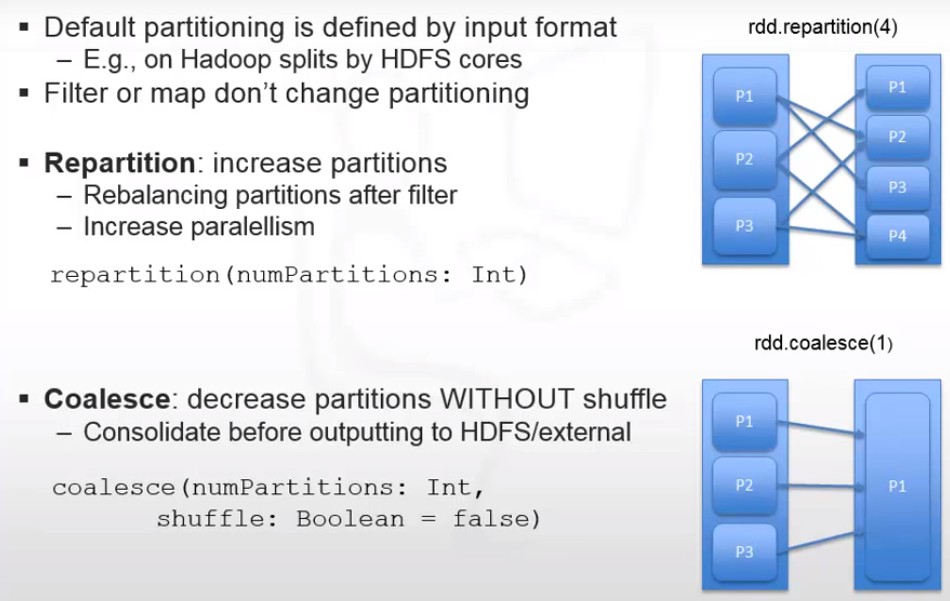 ▪ Default partitioning is defined by input format
– E.g., on Hadoop splits by HDFS cores
▪ Filter or map don't change partitioning
▪ Repartition: increase partitions
– Rebalancing partitions after filter
– Increase paralellism
repartition(numPartitions: Int)
rdd.repartition(4)
P1
P2
P3
P1
P2
P3
P4
▪ Coalesce: decrease partitions WITHOUT shuffle
– Consolidate before outputting to HDFS/external
coalesce(numPartitions: Int,
shuffle: Boolean = false)
rdd.coalesce(1)
P1
P2
P3
P1